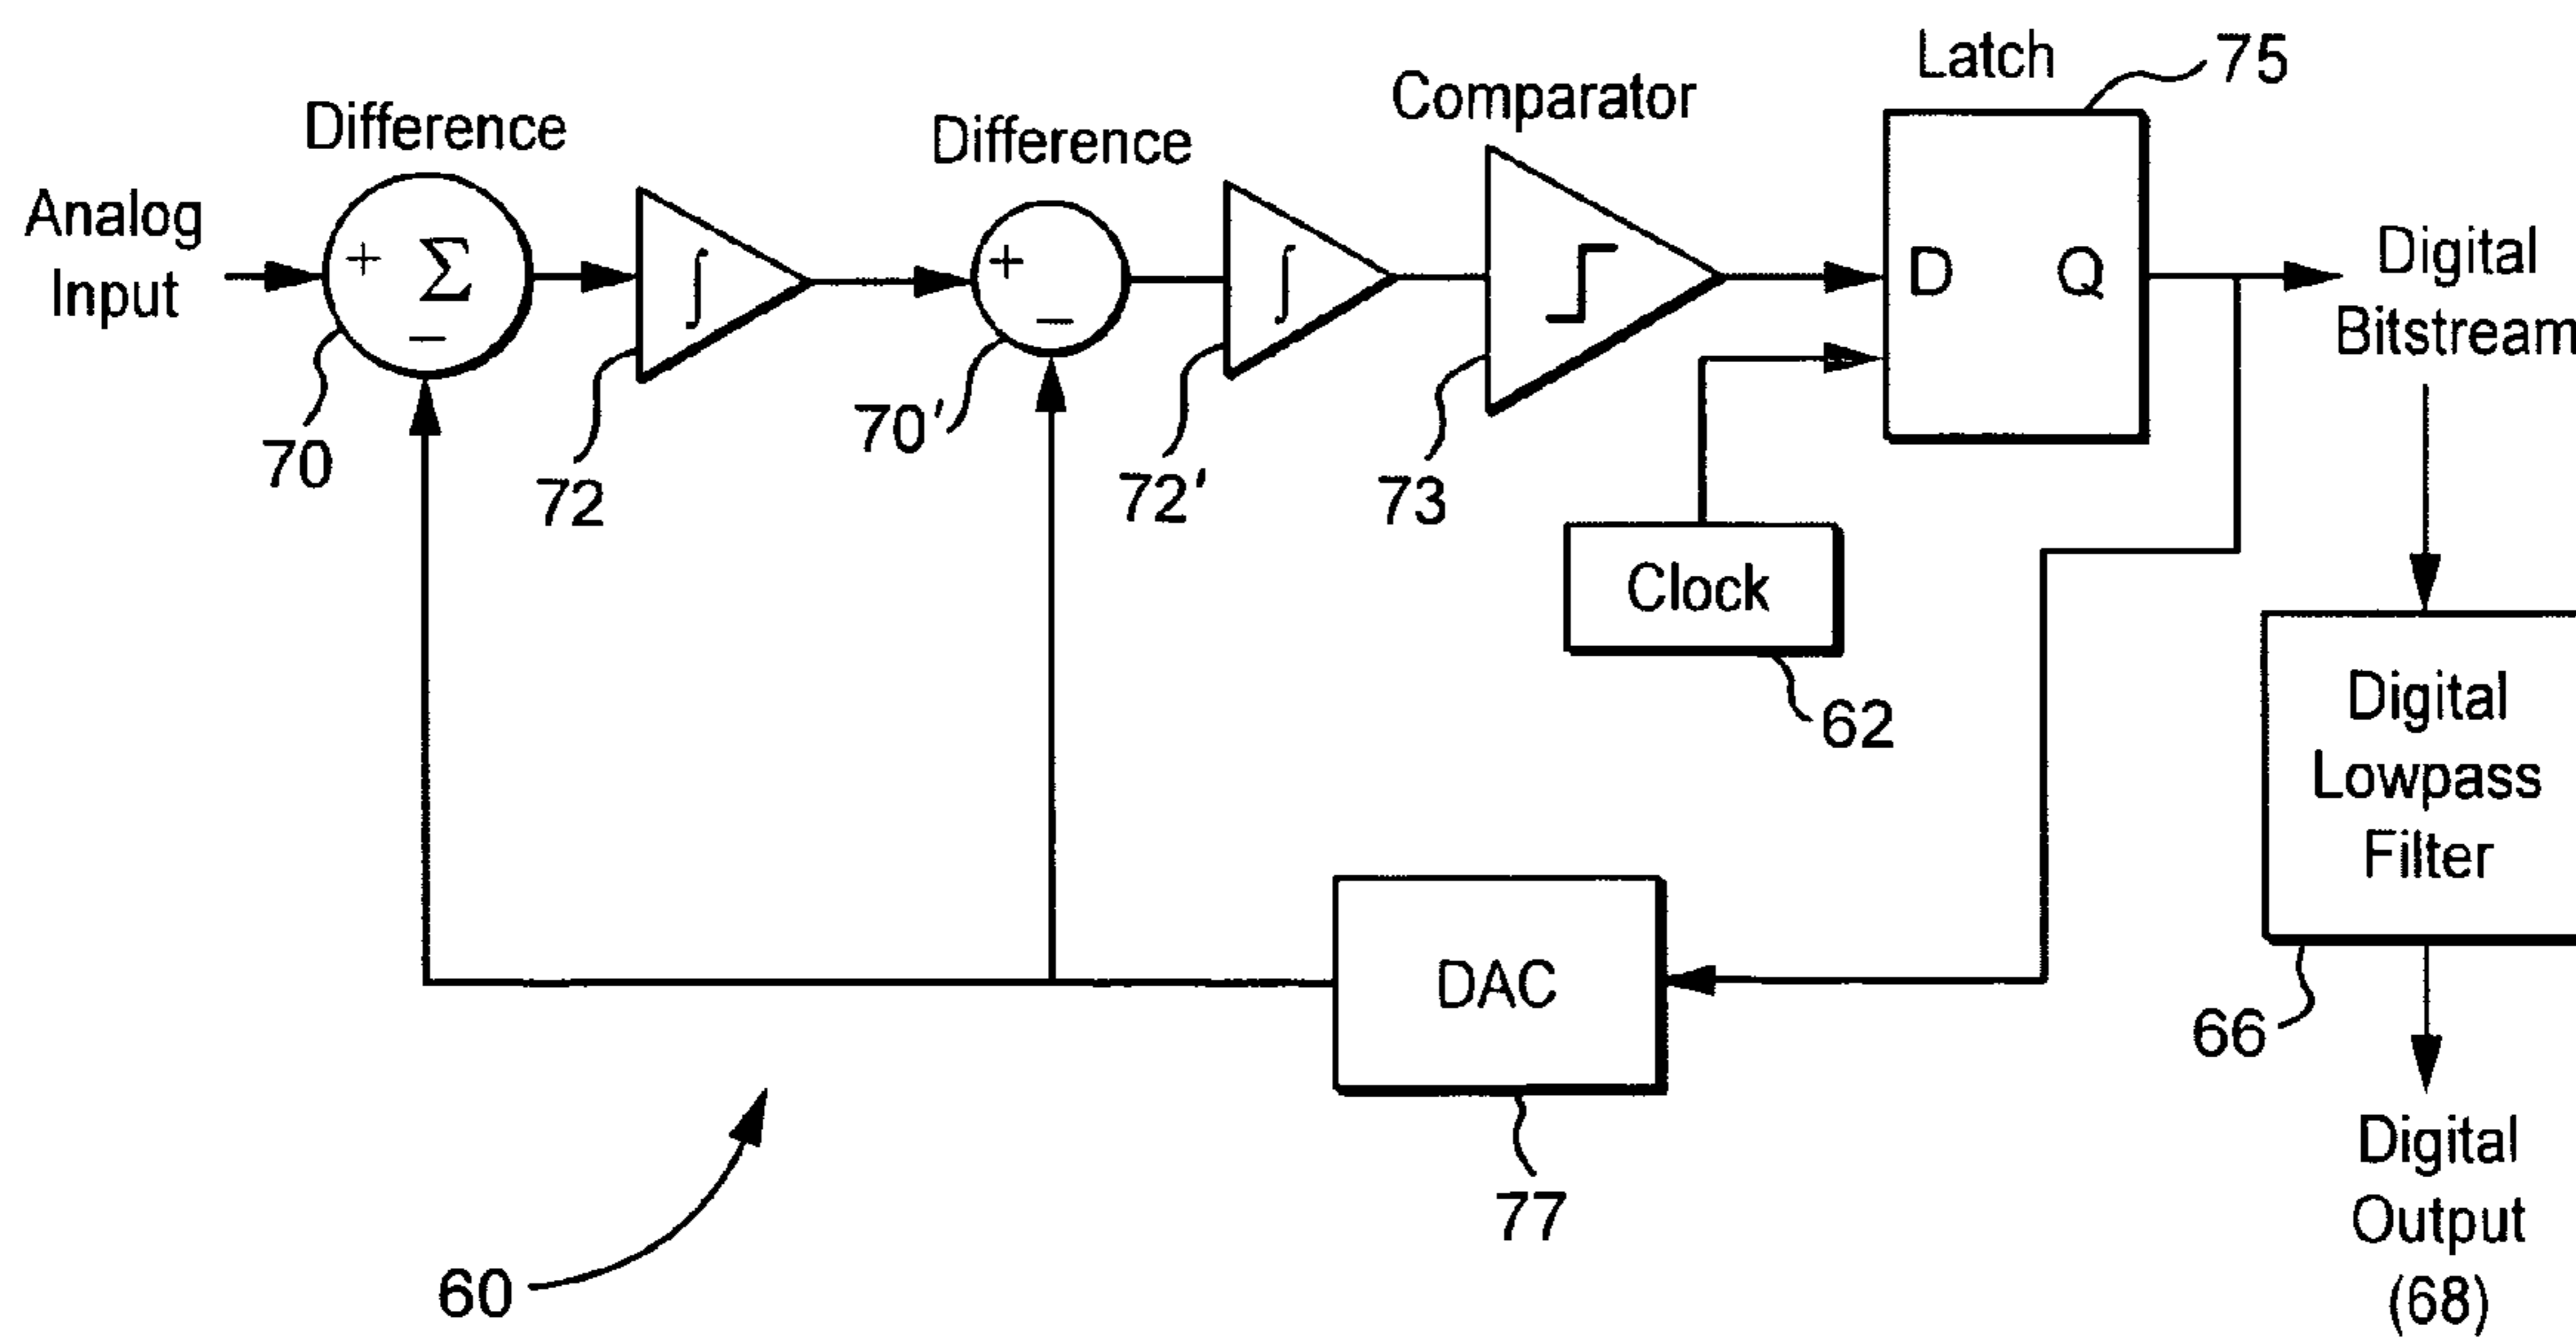 Latch
75
Comparator
Difference
Difference
Analog
Input
+
Σ
−
+
−
∫
∫
D
Q
Digital
Bitstream
70
72
70'
72'
73
Clock
62
Digital
Lowpass
Filter
DAC
66
77
60
Digital
Output
(68)